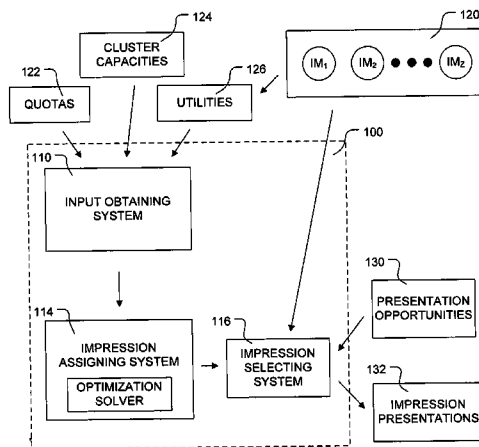 124
CLUSTER
CAPACITIES
122
QUOTAS
126
UTILITIES
120
IM₁ IM₂ ● ● ● IM₂
100
110
INPUT OBTAINING
SYSTEM
114
IMPRESSION
ASSIGNING SYSTEM
OPTIMIZATION
SOLVER
116
IMPRESSION
SELECTING
SYSTEM
130
PRESENTATION
OPPORTUNITIES
132
IMPRESSION
PRESENTATIONS